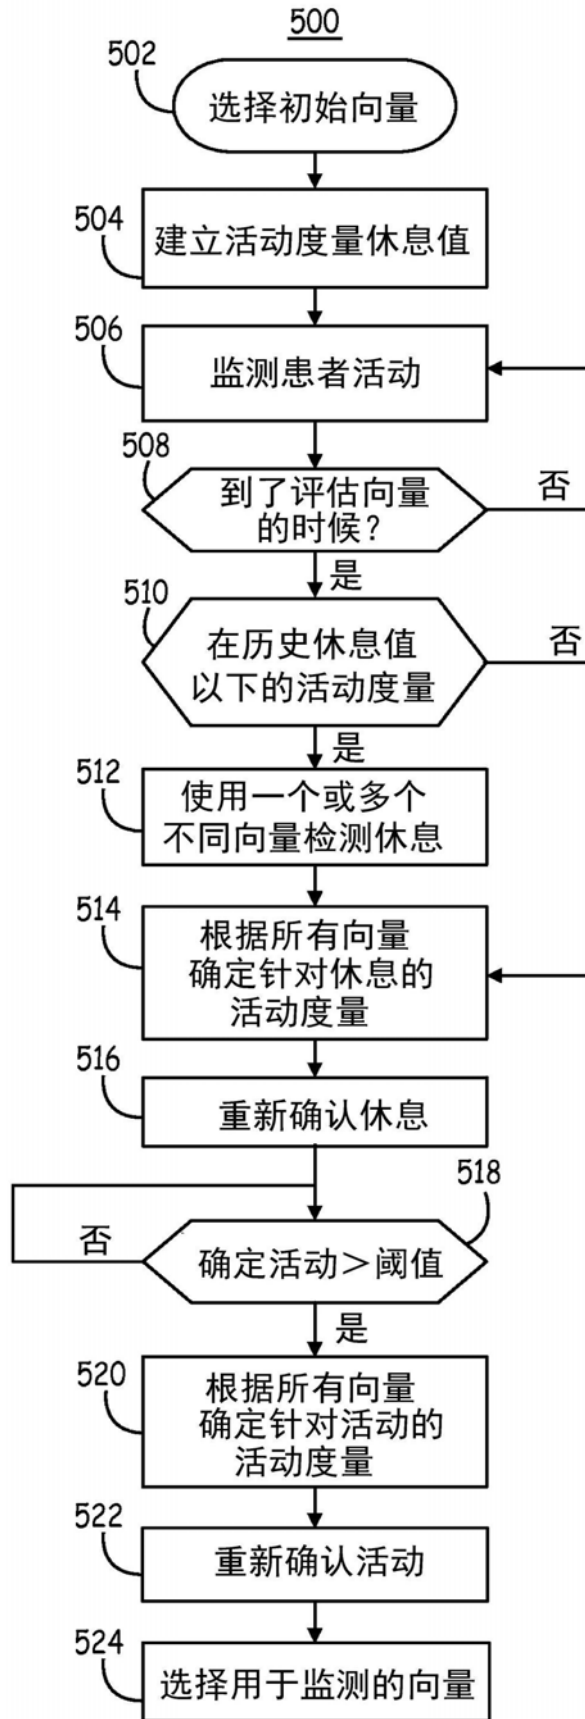 500
502
选择初始向量
504
建立活动度量休息值
506
监测患者活动
508
到了评估向量
的时候?
否
是
510
在历史休息值
以下的活动度量
否
是
512
使用一个或多个
不同向量检测休息
514
根据所有向量
确定针对休息的
活动度量
516
重新确认休息
518
确定活动＞阈值
否
是
520
根据所有向量
确定针对活动的
活动度量
522
重新确认活动
524
选择用于监测的向量